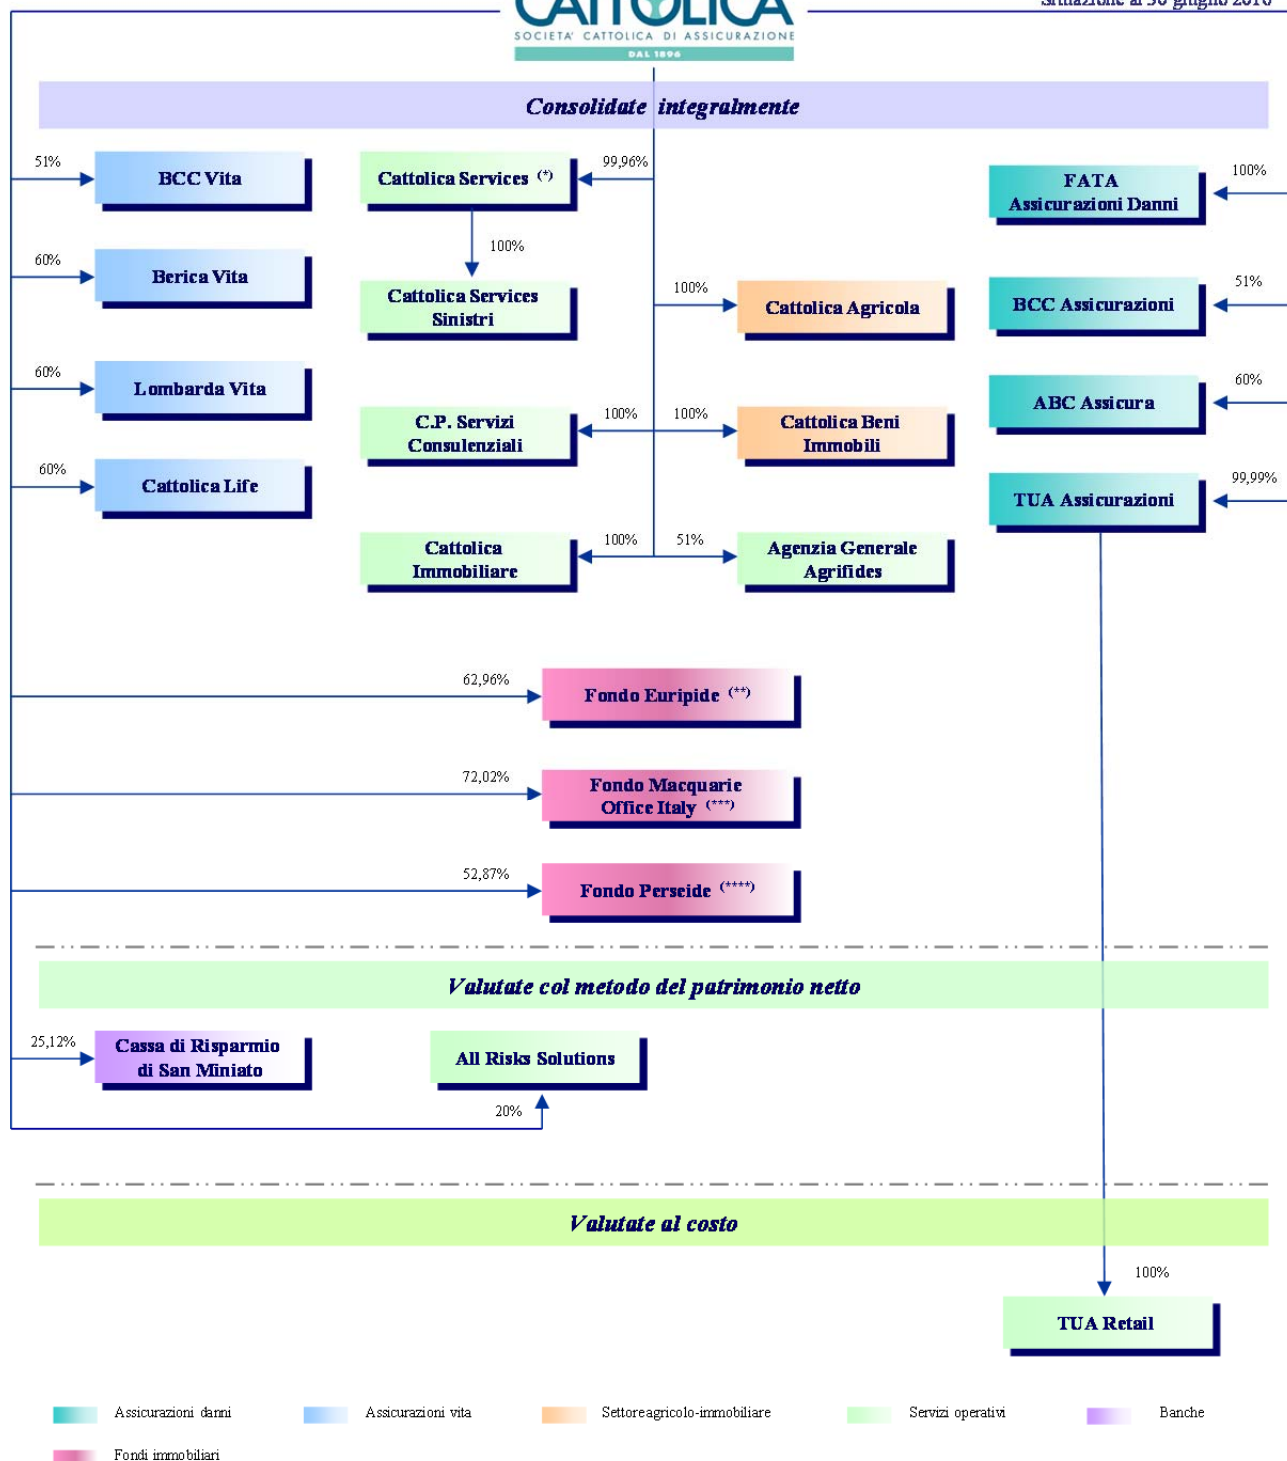 CATTOLICA
Situazione al 30 giugno 2016
SOCIETA' CATTOLICA DI ASSICURAZIONE
DAL 1896
Consolidate integralmente
51%
BCC Vita
Cattolica Services (*)
99,96%
FATA
Assicurazioni Danni
100%
100%
60%
Berica Vita
Cattolica Services
Sinistri
100%
Cattolica Agricola
BCC Assicurazioni
51%
60%
Lombarda Vita
C.P. Servizi
Consulenziali
100%
100%
Cattolica Beni
Immobili
ABC Assicura
60%
60%
Cattolica Life
TUA Assicurazioni
99,99%
Cattolica
Immobiliare
100%
51%
Agenzia Generale
Agrifides
62,96%
Fondo Euripide (**)
72,02%
Fondo Macquarie
Office Italy (***)
52,87%
Fondo Perseide (****)
Valutate col metodo del patrimonio netto
25,12%
Cassa di Risparmio
di San Miniato
All Risks Solutions
20%
Valutate al costo
100%
TUA Retail
Assicurazioni danni
Assicurazioni vita
Settore agricolo-immobiliare
Servizi operativi
Banche
Fondi immobiliari